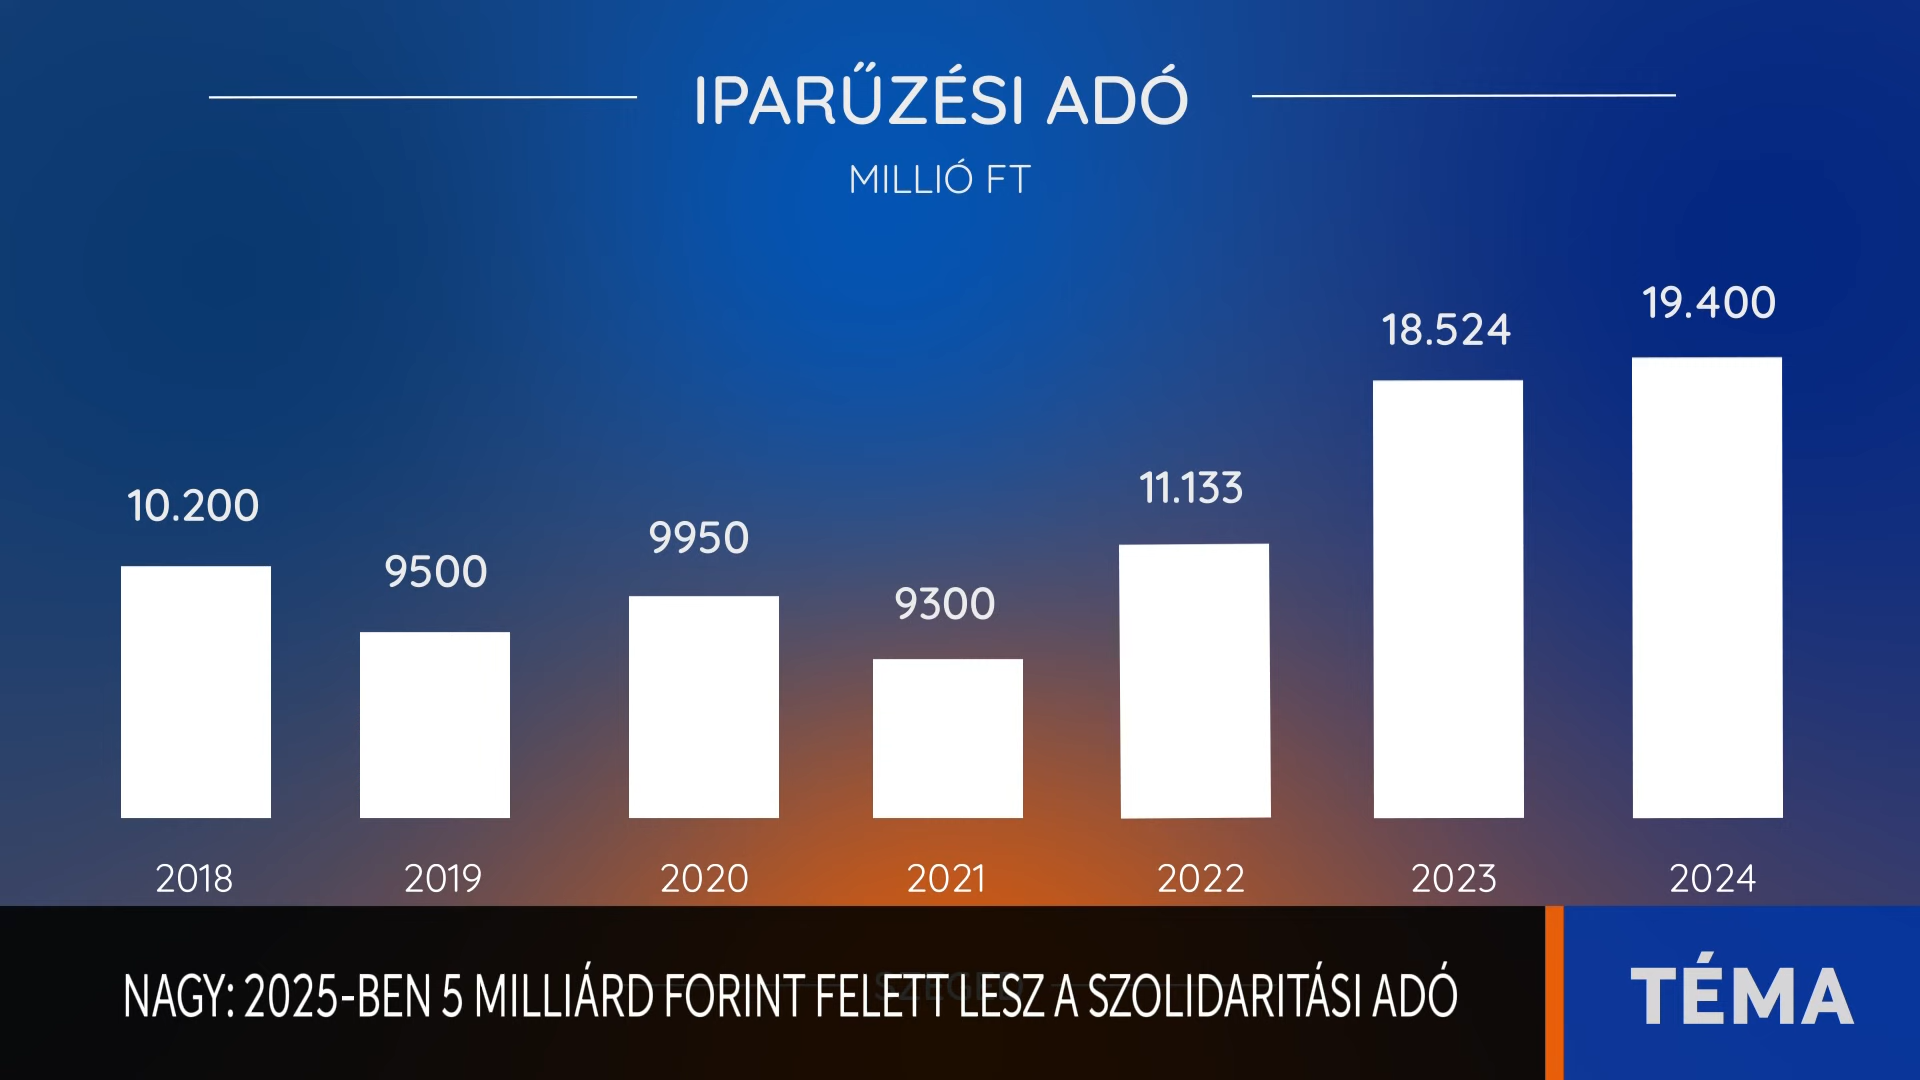 IPARŰZÉSI ADÓ
MILLIÓ FT
10.200
9500
9950
9300
11.133
18.524
19.400
2018 2019 2020 2021 2022 2023 2024
SZEGED
NAGY: 2025-BEN 5 MILLIÁRD FORINT FELETT LESZ A SZOLIDARITÁSI ADÓ
TÉMA